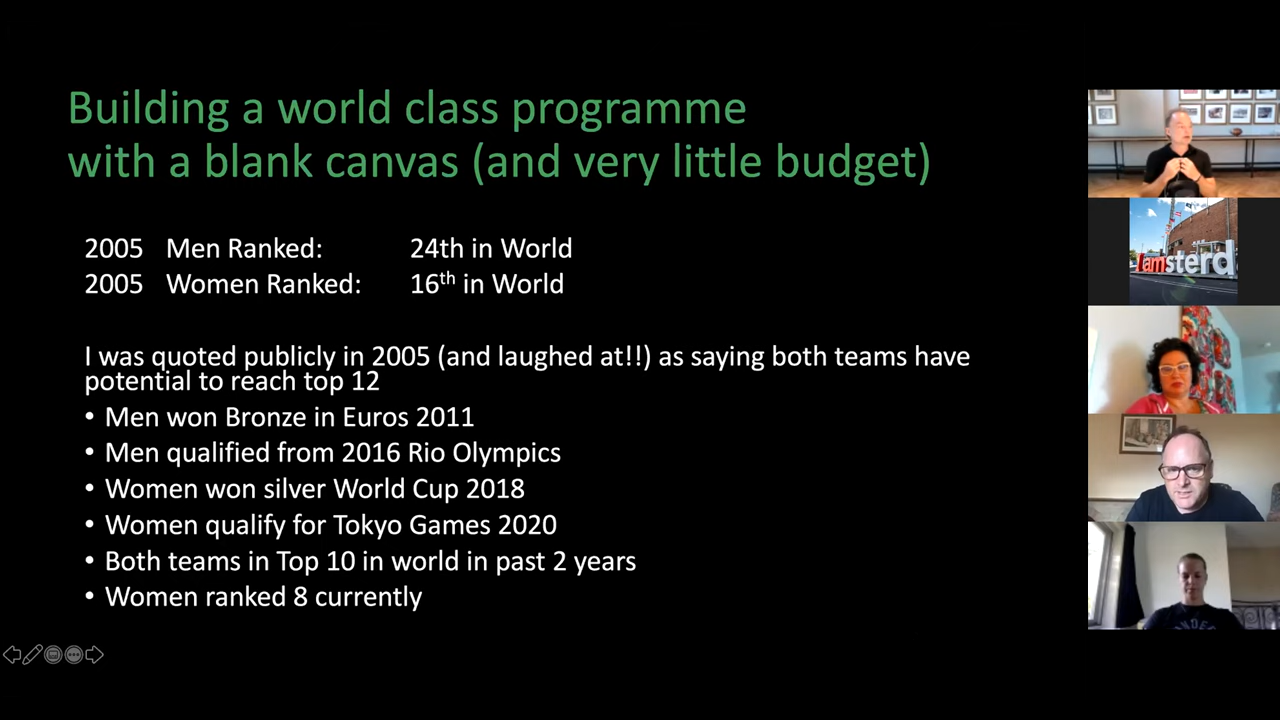 Building a world class programme
with a blank canvas (and very little budget)
2005 Men Ranked: 24th in World
2005 Women Ranked: 16th in World
I was quoted publicly in 2005 (and laughed at!!) as saying both teams have
potential to reach top 12
• Men won Bronze in Euros 2011
• Men qualified from 2016 Rio Olympics
• Women won silver World Cup 2018
• Women qualify for Tokyo Games 2020
• Both teams in Top 10 in world in past 2 years
• Women ranked 8 currently
Iamsterd